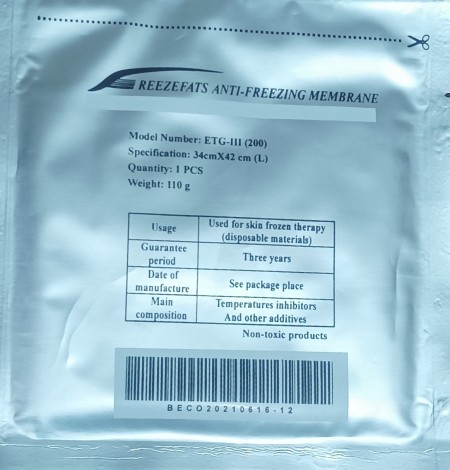 REEZEFATS ANTI-FREEZING MEMBRANE
Model Number: ETG-III (200)
Specification: 34cmX42 cm (L)
Quantity: 1 PCS
Weight: 110 g
Usage
Used for skin frozen therapy
(disposable materials)
Guarantee
period
Three years
Date of
manufacture
See package place
Main
composition
Temperatures inhibitors
And other additives
Non-toxic products
BECO20210616-12